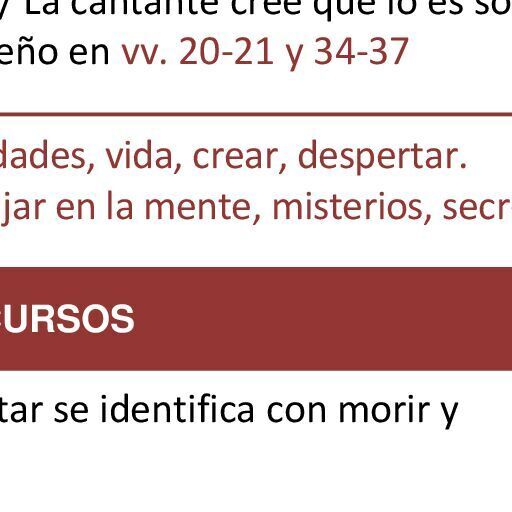 / La cantante cree que lo es so
eño en vv. 20-21 y 34-37
dades, vida, crear, despertar.
jar en la mente, misterios, secr
CURSOS
tar se identifica con morir y